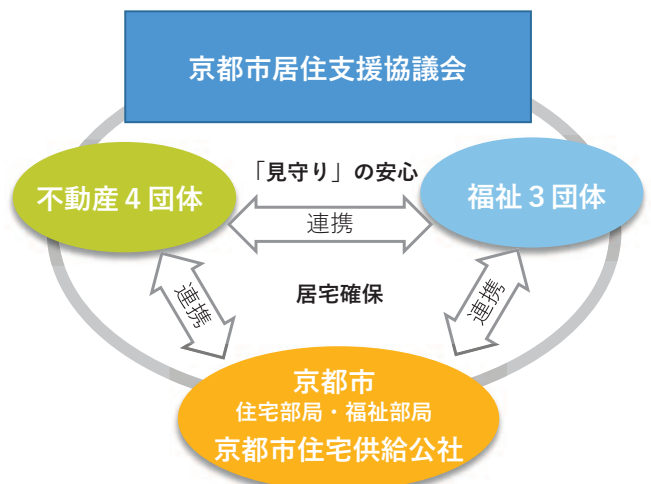 京都市居住支援協議会
「見守り」の安心
不動産4団体
福祉3団体
連携
居宅確保
連携
連携
京都市
住宅部局・福祉部局
京都市住宅供給公社